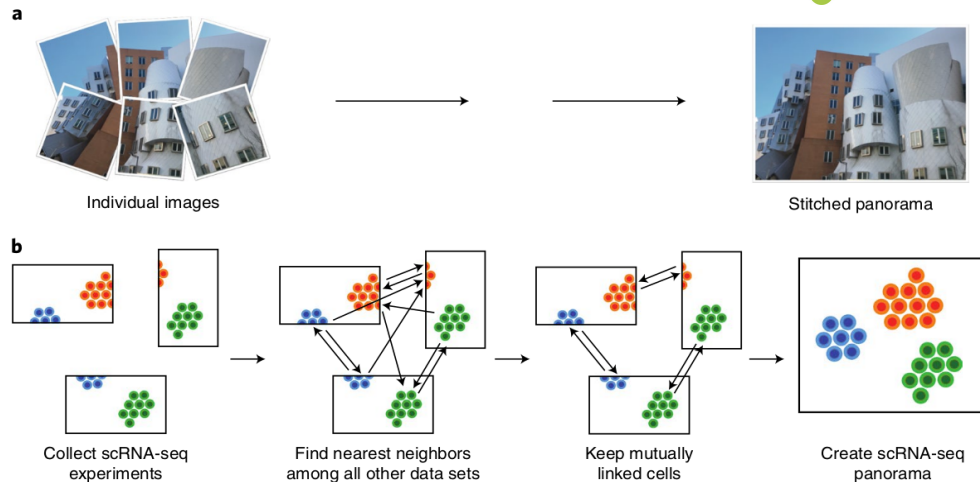 a
Individual images
Stitched panorama
b
Collect scRNA-seq
experiments
Find nearest neighbors
among all other data sets
Keep mutually
linked cells
Create scRNA-seq
panorama